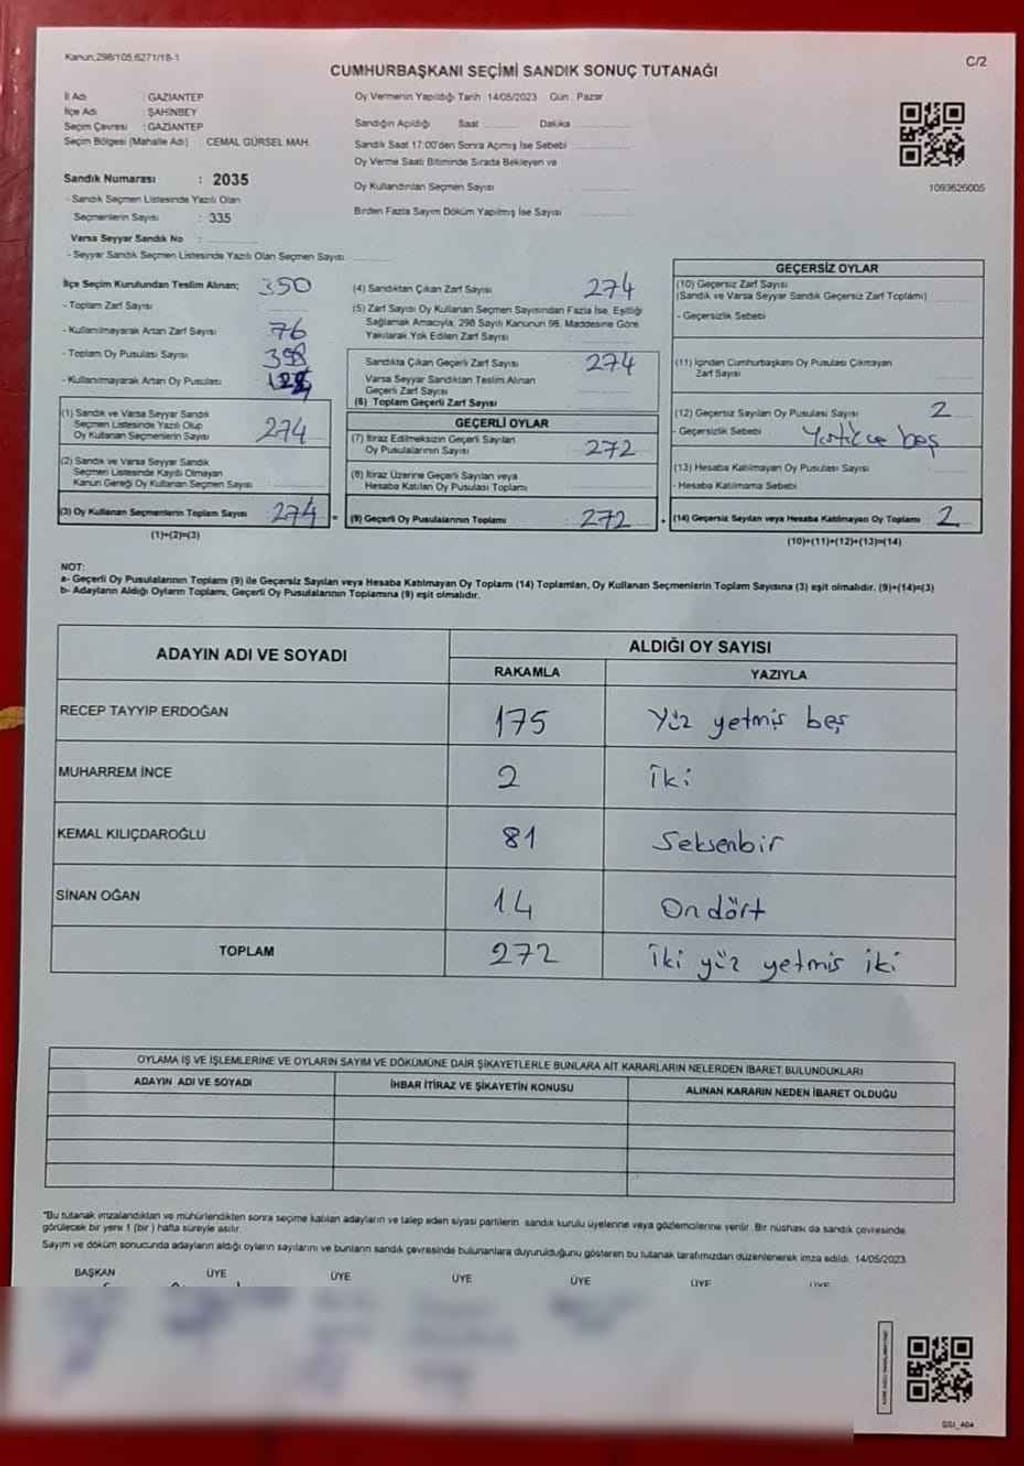 Kanun;298/105,6271/18-1
C/2
CUMHURBAŞKANI SEÇİMİ SANDIK SONUÇ TUTANAĞI
İl Adı : GAZIANTEP
İlçe Adı : ŞAHİNBEY
Seçim Çevresi : GAZIANTEP
Seçim Bölgesi (Mahalle Adı) CEMAL GÜRSEL MAH.
Sandık Numarası : 2035
- Sandık Seçmen Listesinde Yazılı Olan
Seçmenlerin Sayısı : 335
Varsa Seyyar Sandık No :
- Seyyar Sandık Seçmen Listesinde Yazılı Olan Seçmen Sayısı
Oy Vermenin Yapıldığı Tarih 14/05/2023 Gün : Pazar
Sandığın Açıldığı Saat Dakika
Sandık Saat 17:00'den Sonra Açımış İse Sebebi
Oy Verme Saati Bitiminde Sırada Bekleyen ve
Oy Kullandırılan Seçmen Sayısı
Birden Fazla Sayım Döküm Yapılmış İse Sayısı
1093625005
İlçe Seçim Kurulundan Teslim Alınan; 350
- Toplam Zarf Sayısı
- Kullanılmayarak Artan Zarf Sayısı 76
- Toplam Oy Pusulası Sayısı 398
- Kullanılmayarak Artan Oy Pusulası
(1) Sandık ve Varsa Seyyar Sandık
Seçmen Listesinde Yazılı Olup
Oy Kullanan Seçmenlerin Sayısı 274
(2) Sandık ve Varsa Seyyar Sandık
Seçmen Listesinde Kayıtlı Olmayan
Kanun Gereği Oy Kullanan Seçmen Sayısı
(3) Oy Kullanan Seçmenlerin Toplam Sayısı : 274 =
(1)+(2)=(3)
(4) Sandıktan Çıkan Zarf Sayısı 274
(5) Zarf Sayısı Oy Kullanan Seçmen Sayısından Fazla İse, Eşitliği
Sağlamak Amacıyla, 298 Sayılı Kanunun 98. Maddesine Göre
Yakılarak Yok Edilen Zarf Sayısı
Sandıkta Çıkan Geçerli Zarf Sayısı 274
Varsa Seyyar Sandıktan Teslim Alınan
Geçerli Zarf Sayısı
(6) Toplam Geçerli Zarf Sayısı
GEÇERLİ OYLAR
(7) İtiraz Edilmeksizin Geçerli Sayılan
Oy Pusulalarının Sayısı 272
(8) İtiraz Üzerine Geçerli Sayılan veya
Hesaba Katılan Oy Pusulası Toplamı
(9) Geçerli Oy Pusulalarının Toplamı 272 +
GEÇERSİZ OYLAR
(10) Geçersiz Zarf Sayısı
(Sandık ve Varsa Seyyar Sandık Geçersiz Zarf Toplamı)
- Geçersizlik Sebebi
(11) İçinden Cumhurbaşkanı Oy Pusulası Çıkmayan
Zarf Sayısı
(12) Geçersiz Sayılan Oy Pusulası Sayısı 2
- Geçersizlik Sebebi
(13) Hesaba Katılmayan Oy Pusulası Sayısı
- Hesaba Katılmama Sebebi
(14) Geçersiz Sayılan veya Hesaba Katılmayan Oy Toplamı 2
(10)+(11)+(12)+(13)=(14)
NOT:
a- Geçerli Oy Pusulalarının Toplamı (9) ile Geçersiz Sayılan veya Hesaba Katılmayan Oy Toplamı (14) Toplamları, Oy Kullanan Seçmenlerin Toplam Sayısına (3) eşit olmalıdır. (9)+(14)=(3)
b- Adayların Aldığı Oyların Toplamı, Geçerli Oy Pusulalarının Toplamına (9) eşit olmalıdır.
ADAYIN ADI VE SOYADI
ALDIĞI OY SAYISI
RAKAMLA YAZIYLA
RECEP TAYYİP ERDOĞAN 175 Yüz yetmiş beş
MUHARREM İNCE 2 iki
KEMAL KILIÇDAROĞLU 81 Seksenbir
SİNAN OĞAN 14 On dört
TOPLAM 272 iki yüz yetmiş iki
OYLAMA İŞ VE İŞLEMLERİNE VE OYLARIN SAYIM VE DÖKÜMÜNE DAİR ŞİKAYETLERLE BUNLARA AİT KARARLARIN NELERDEN İBARET BULUNDUKLARI
ADAYIN ADI VE SOYADI İHBAR İTİRAZ VE ŞİKAYETİN KONUSU ALINAN KARARIN NEDEN İBARET OLDUĞU
"Bu tutanak imzalandıktan ve mühürlendikten sonra seçime katılan adayların ve talep eden siyasi partilerin sandık kurulu üyelerine veya gözlemcilerine verilir. Bir nüshası da sandık çevresinde
görülecek bir yere 1 (bir ) hafta süreyle asılır.
Sayım ve döküm sonucunda adayların aldığı oyların sayılarını ve bunların sandık çevresinde bulunanlara duyurulduğunu gösteren bu tutanak tarafımızdan düzenlenerek imza edildi. 14/05/2023
BAŞKAN ÜYE ÜYE ÜYE ÜYE ÜYE ÜYE